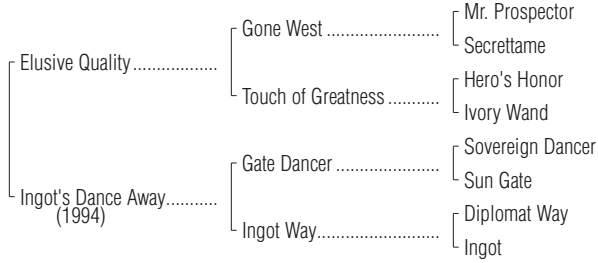 Mr. Prospector
Gone West ......................
Secrettame
Elusive Quality .................
Hero's Honor
Touch of Greatness ...........
Ivory Wand
Sovereign Dancer
Gate Dancer .....................
Sun Gate
Ingot's Dance Away..........
(1994)
Diplomat Way
Ingot Way........................
Ingot